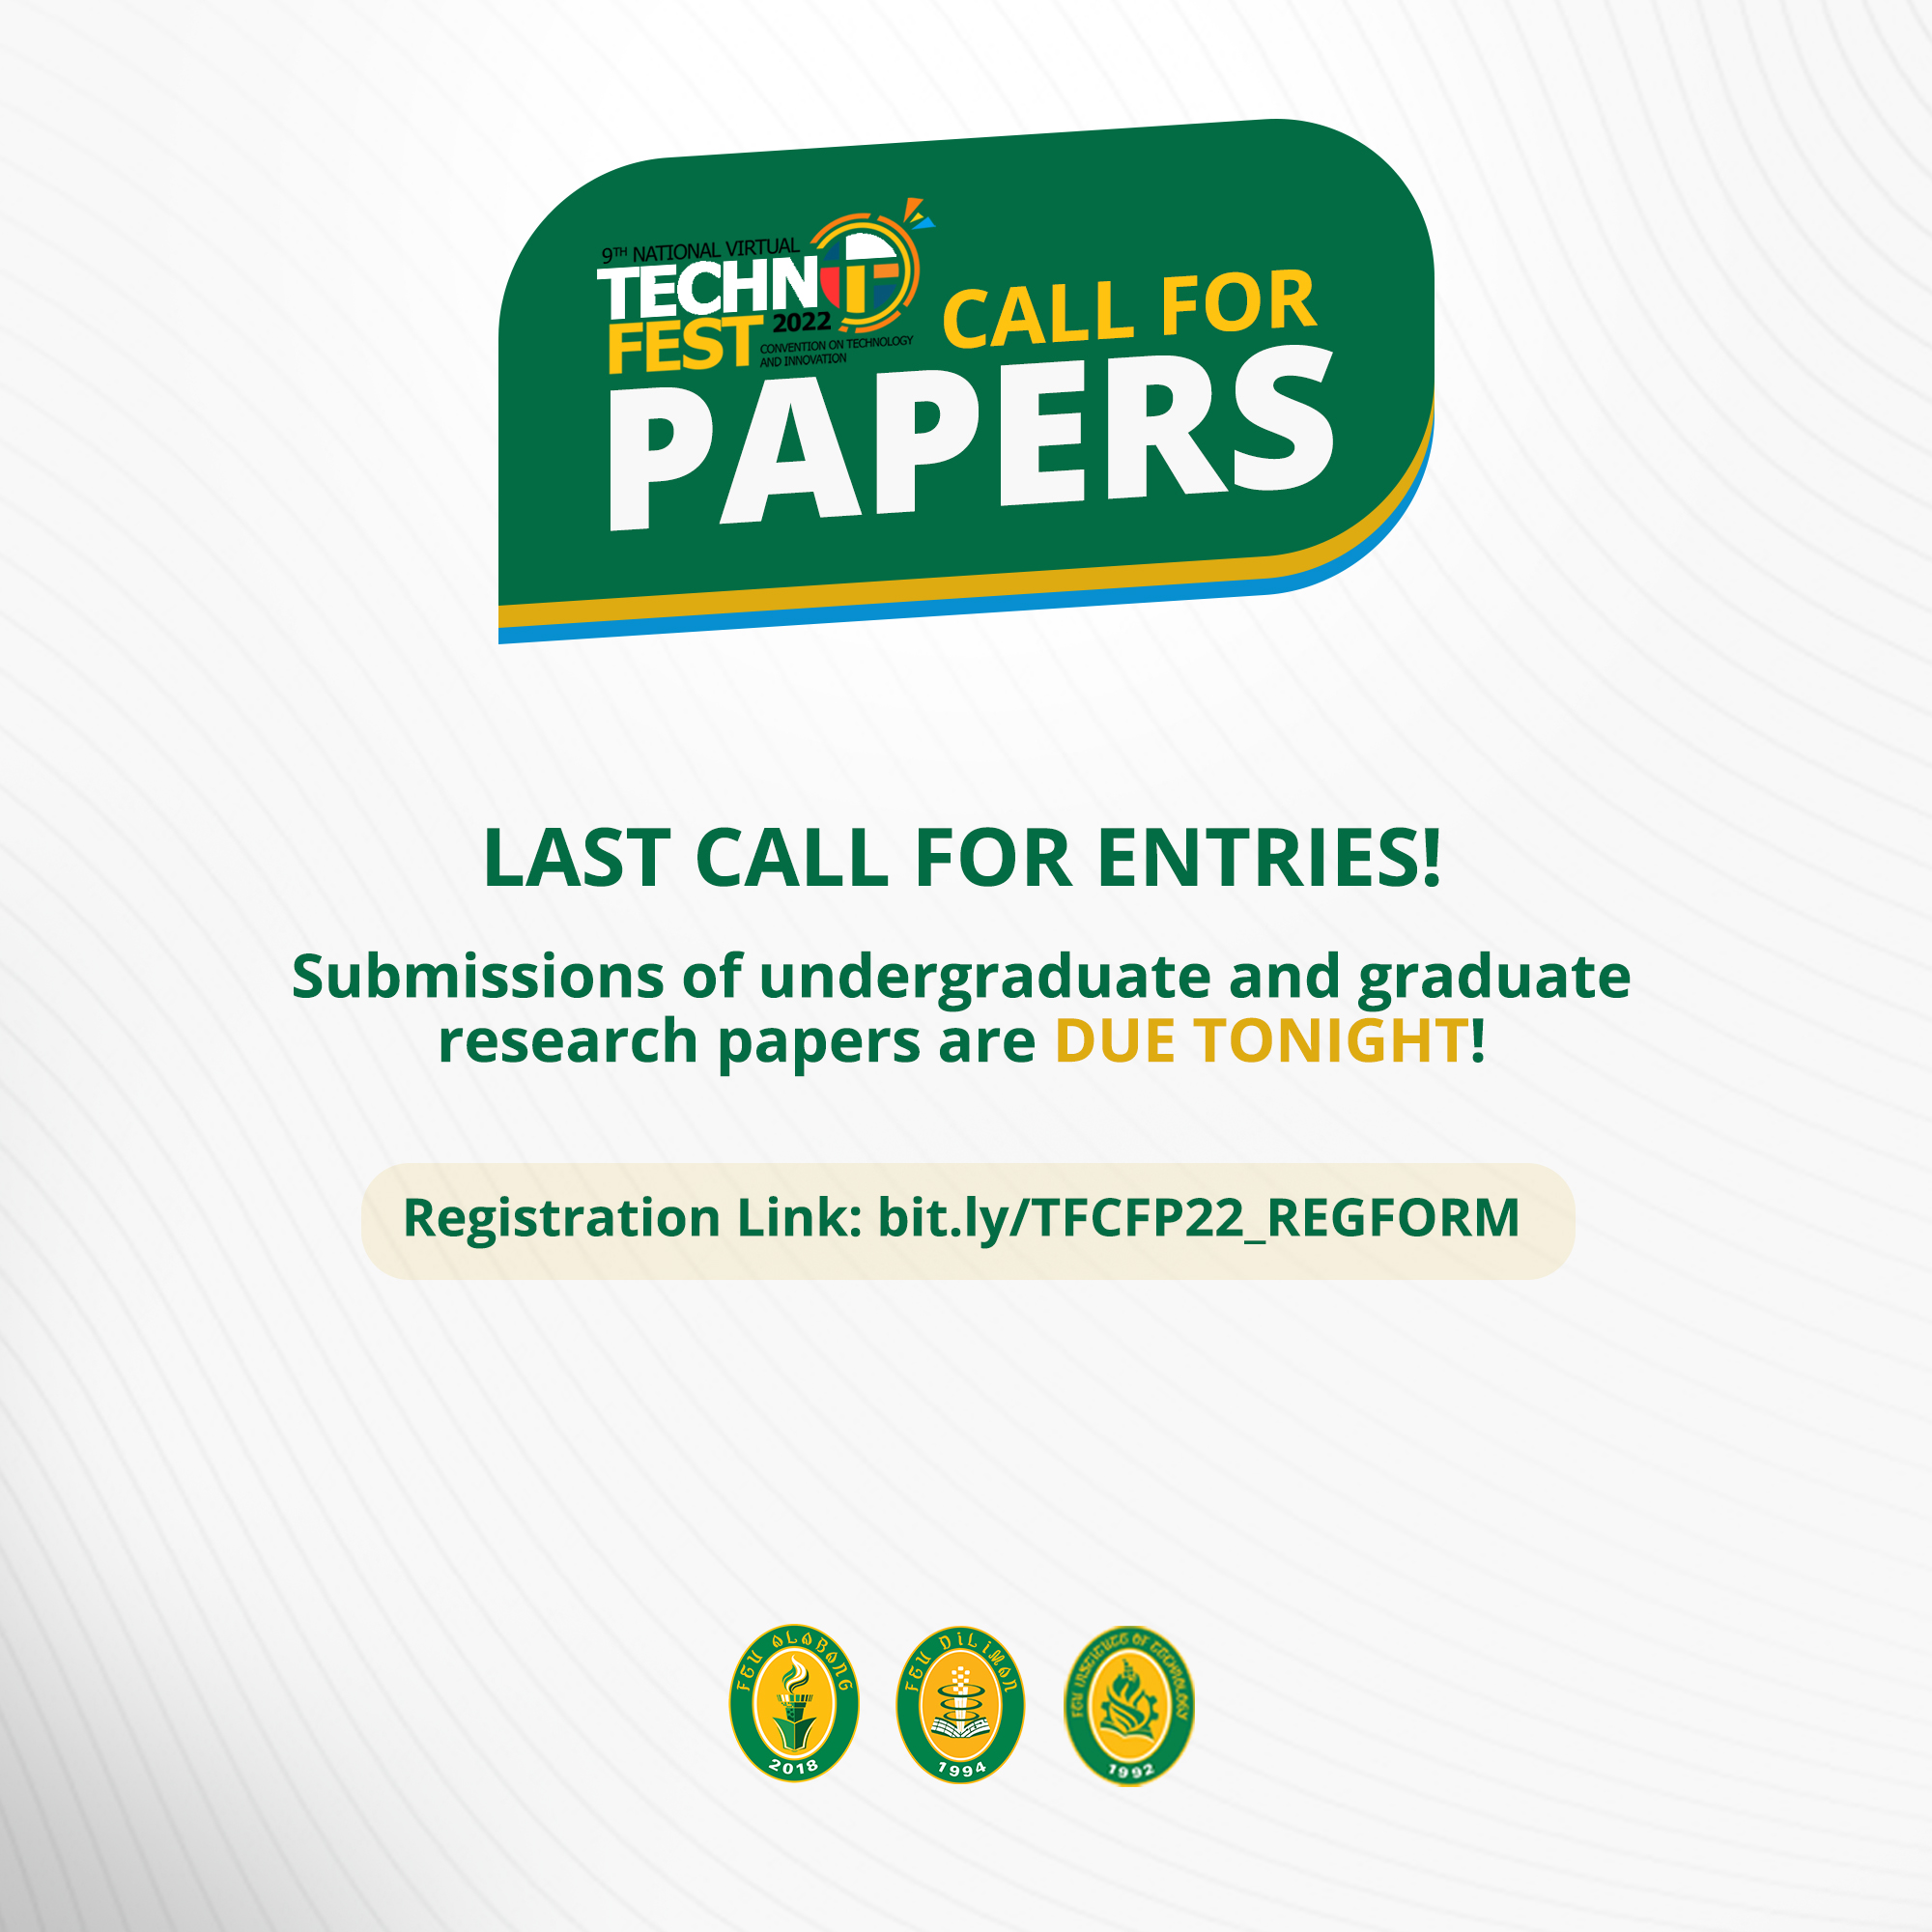 9TH NATIONAL VIRTUAL
TECHNO
FEST 2022
CONVENTION ON TECHNOLOGY
AND INNOVATION
CALL FOR
PAPERS
LAST CALL FOR ENTRIES!
Submissions of undergraduate and graduate
research papers are DUE TONIGHT!
Registration Link: bit.ly/TFCFP22_REGFORM
FEU ALABANG
2018
FEU DILIMAN
1994
FEU INSTITUTE OF TECHNOLOGY
1992